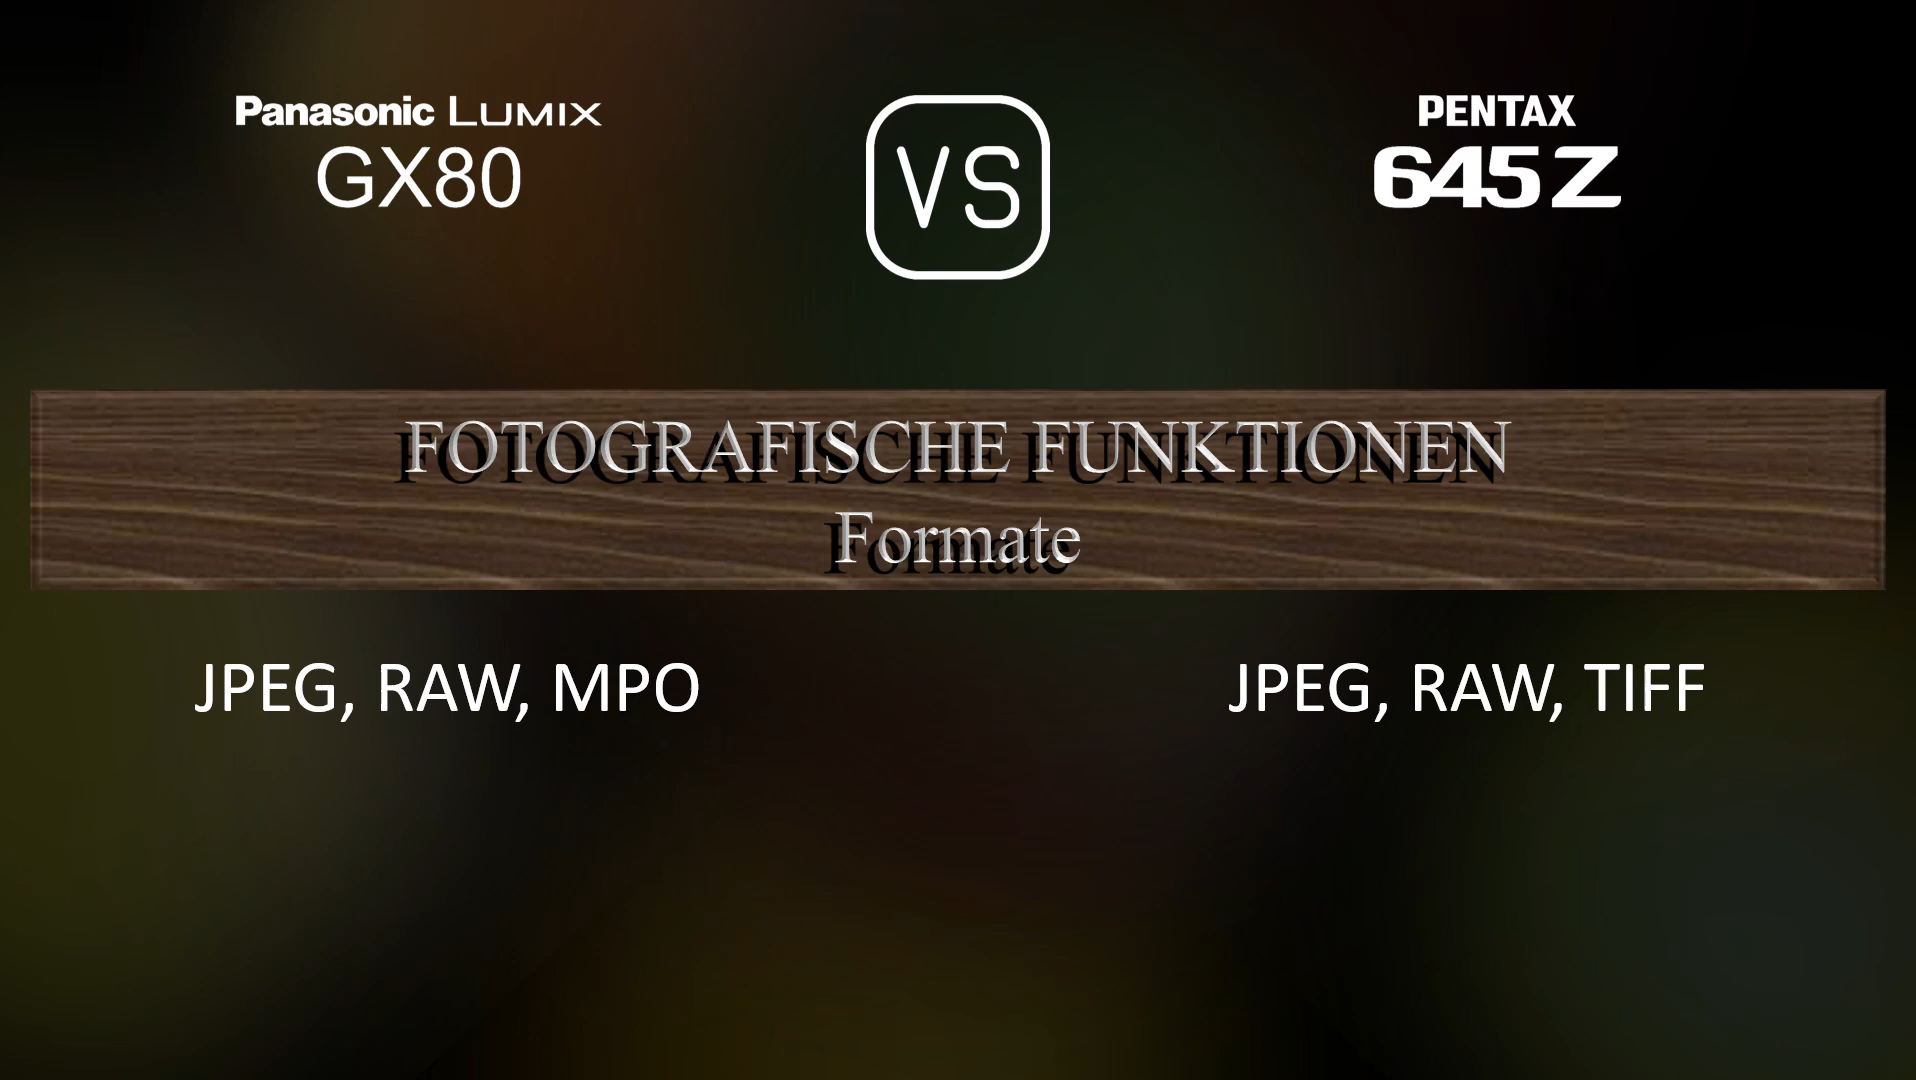 Panasonic LUMIX
GX80
VS
PENTAX
645Z
FOTOGRAFISCHE FUNKTIONEN
Formate
JPEG, RAW, MPO
JPEG, RAW, TIFF